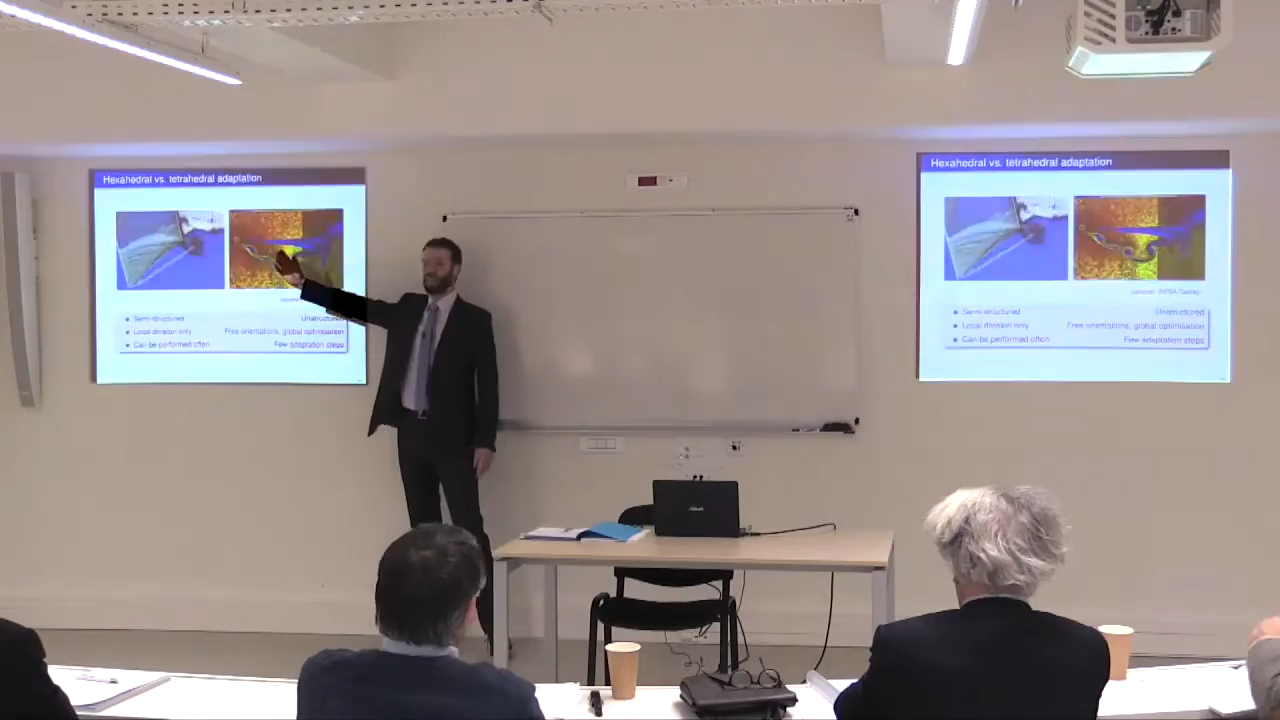 Hexahedral vs. tetrahedral adaptation
Semi-structured
Unstructured
Local division only
Free orientations, global optimisation
Can be performed often
Few adaptation steps
ASUS
Hexahedral vs. tetrahedral adaptation
Semi-structured
Unstructured
Local division only
Free orientations, global optimisation
Can be performed often
Few adaptation steps